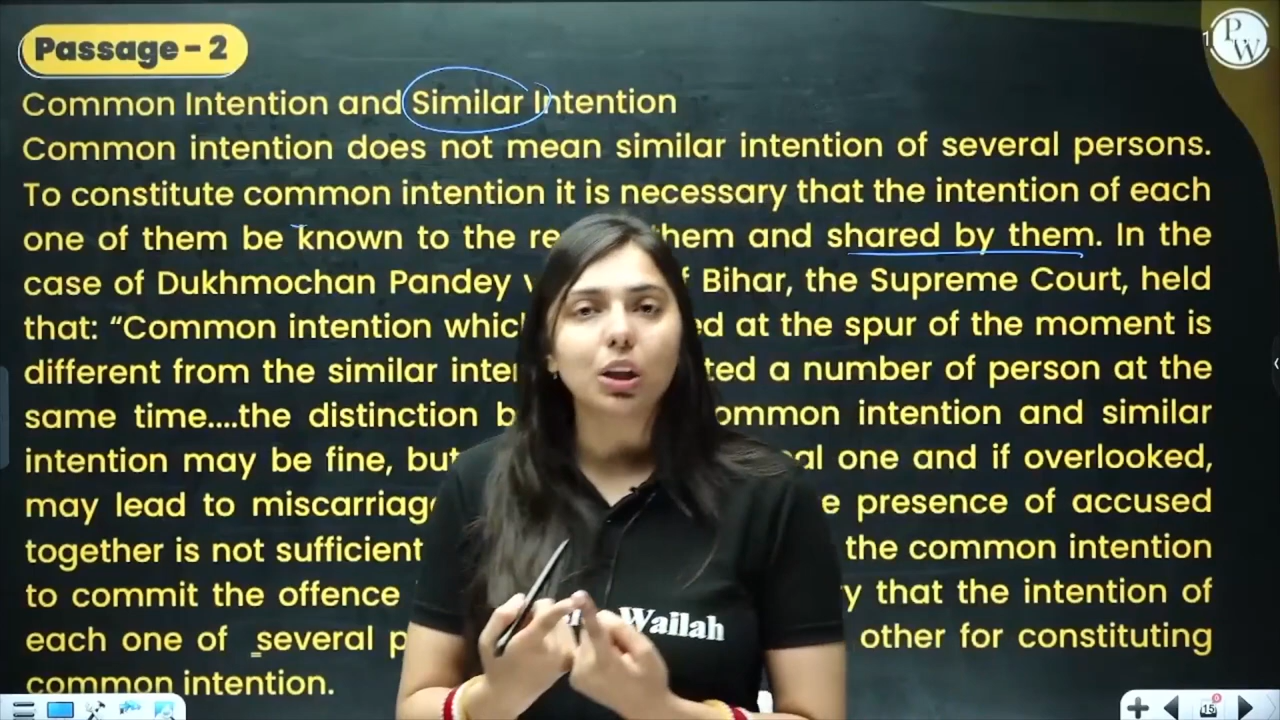 Passage – 2
PW
Common Intention and Similar Intention
Common intention does not mean similar intention of several persons.
To constitute common intention it is necessary that the intention of each
one of them be known to the re them and shared by them. In the
case of Dukhmochan Pandey v f Bihar, the Supreme Court, held
that: “Common intention which ed at the spur of the moment is
different from the similar inten ted a number of person at the
same time....the distinction b ommon intention and similar
intention may be fine, but al one and if overlooked,
may lead to miscarriage e presence of accused
together is not sufficient the common intention
to commit the offence y that the intention of
each one of several p other for constituting
common intention.
Wallah
15